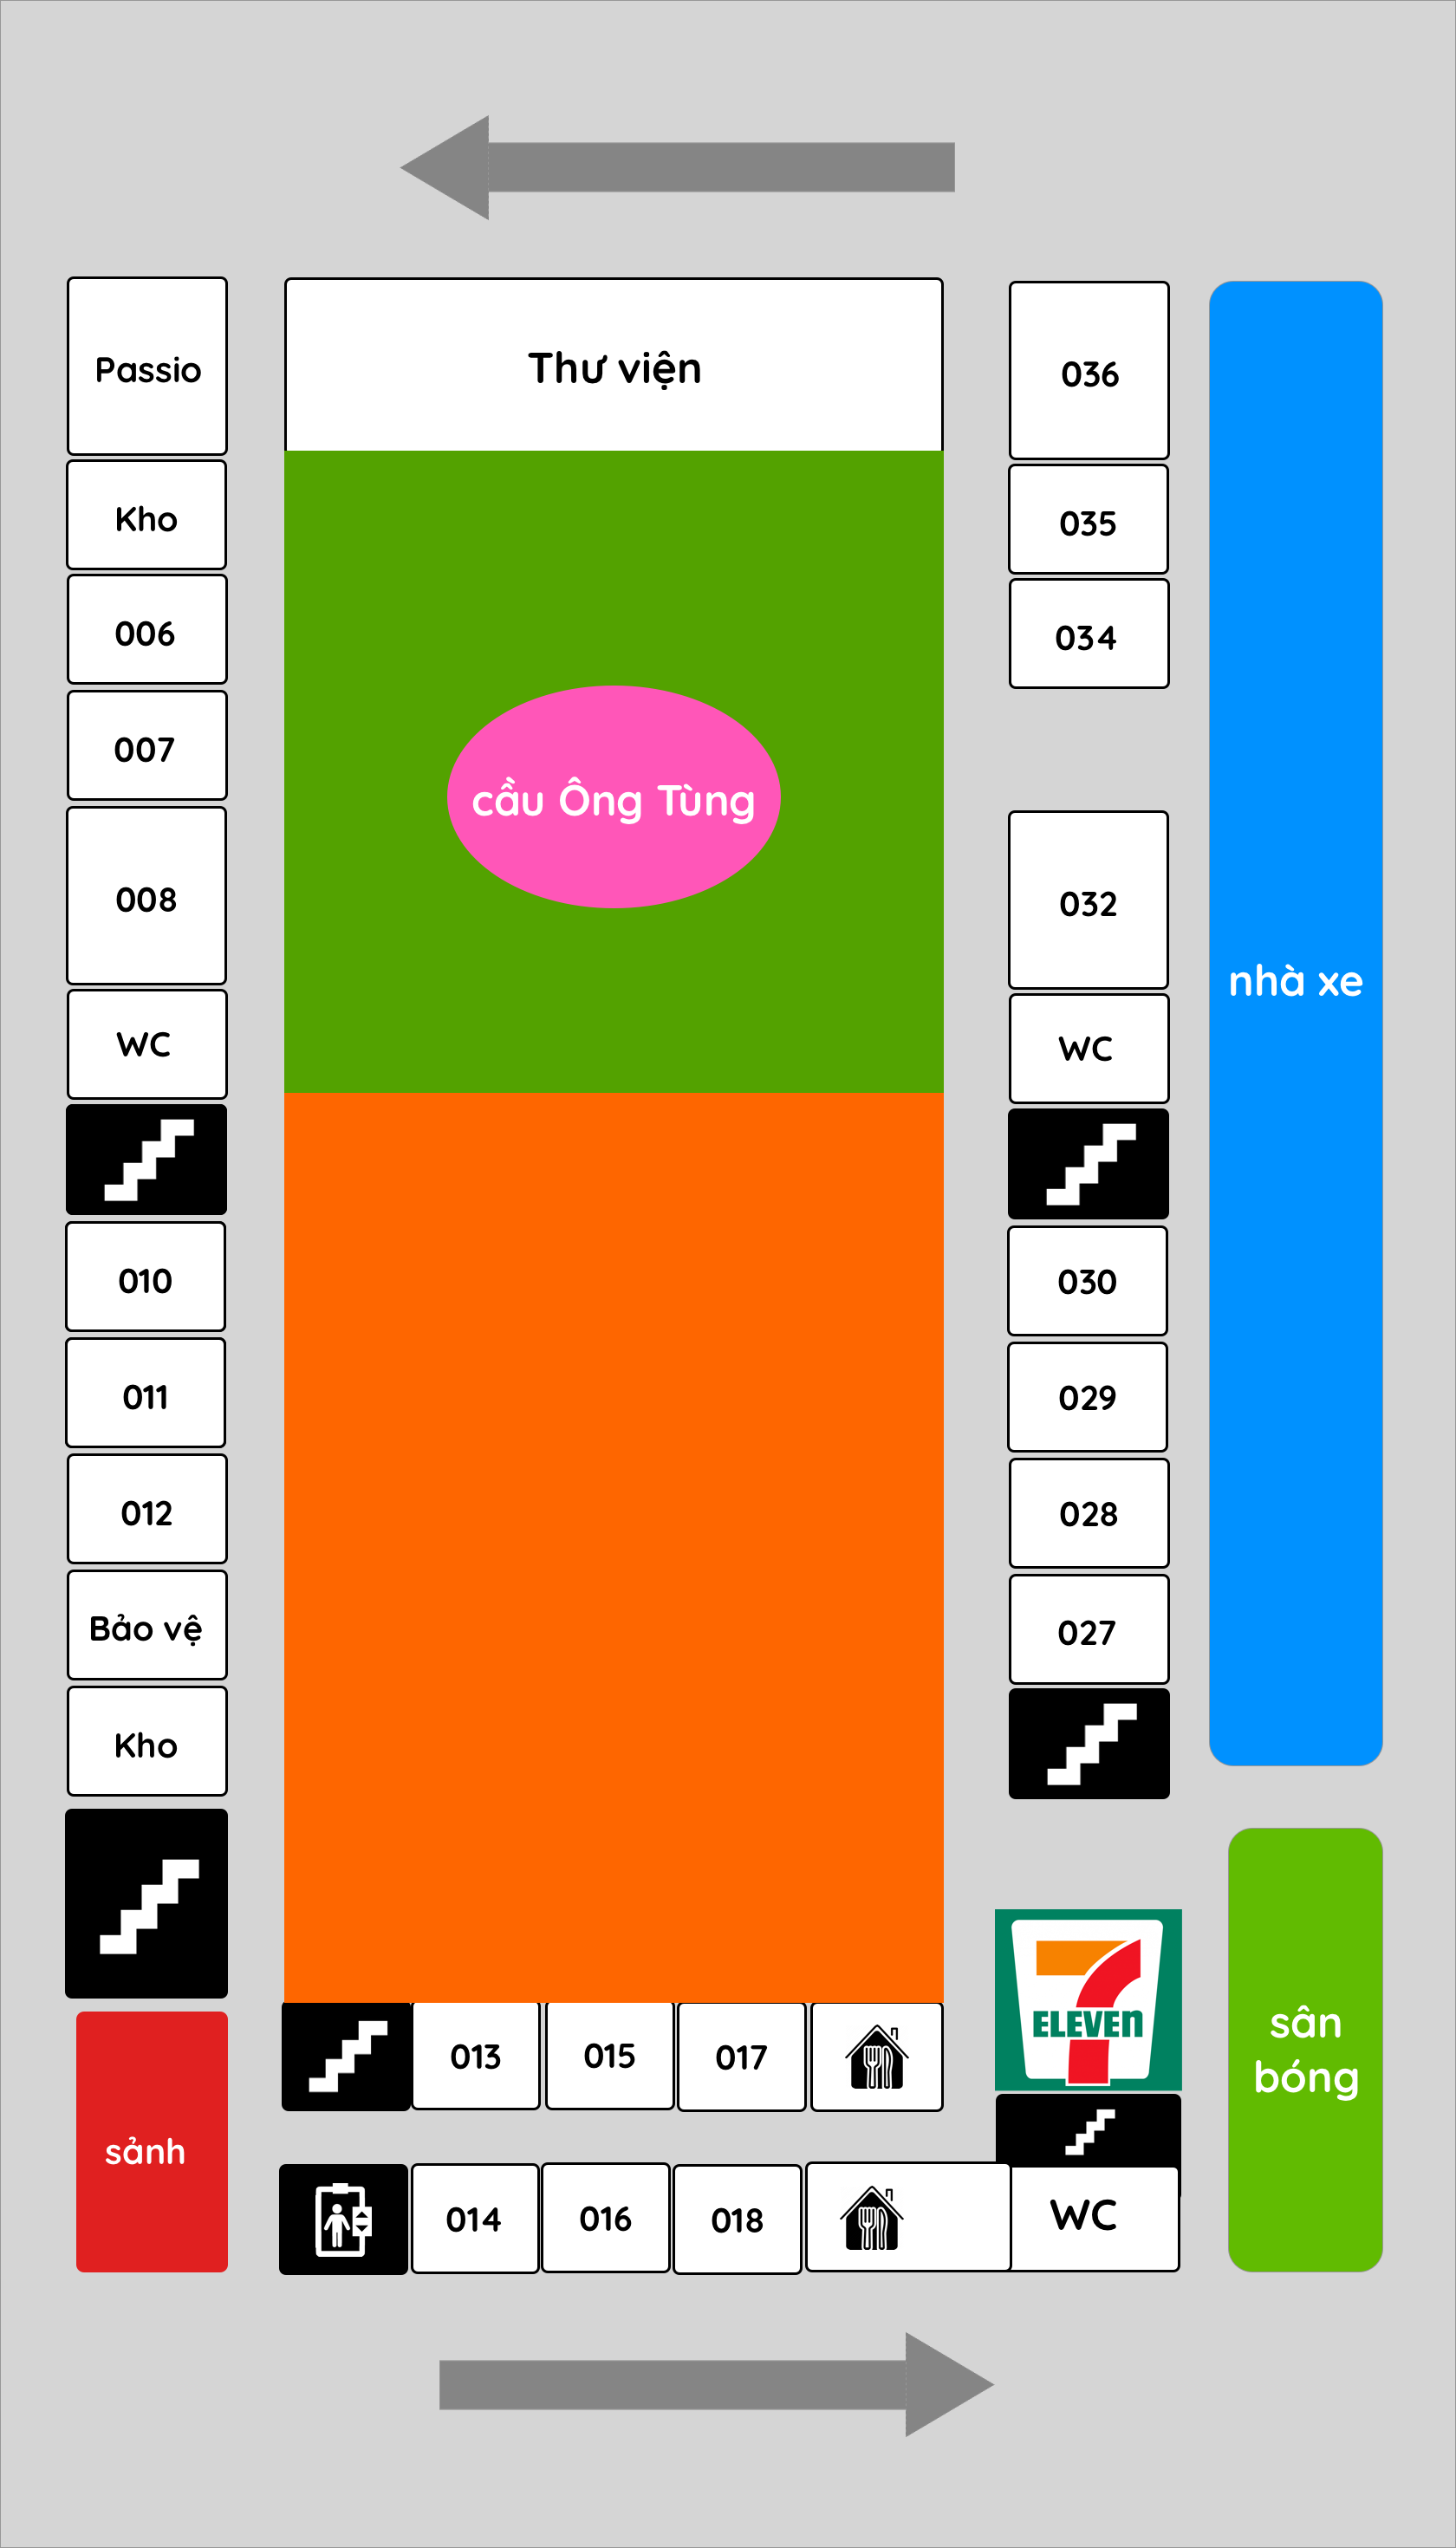 Passio
Thư viện
036
Kho
035
006
034
007
cầu Ông Tùng
008
032
nhà xe
WC
WC
010
030
011
029
012
028
Bảo vệ
027
Kho
7
ELEVEn
sân
bóng
013
015
017
sảnh
014
016
018
WC